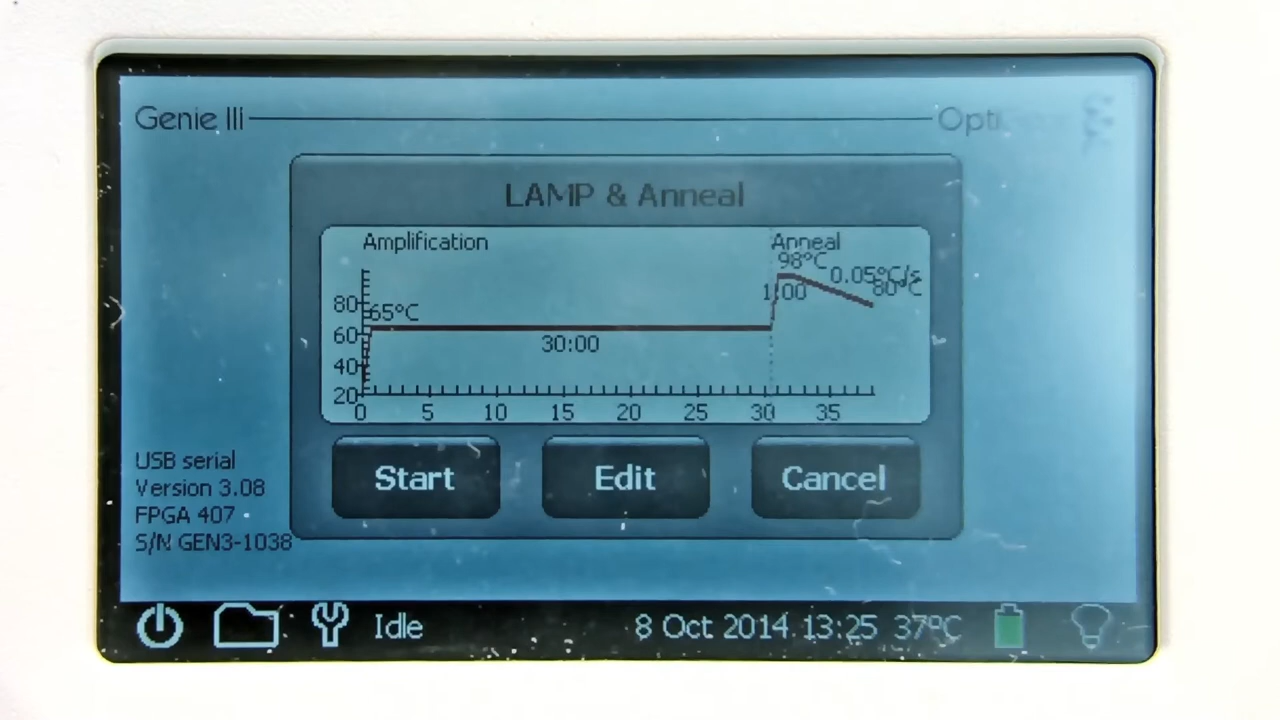 Genie III
LAMP & Anneal
Amplification
Anneal
98°C
0.05°C/s
80°C
1:00
80
65°C
60
30:00
40
20
0 5 10 15 20 25 30 35
Start Edit Cancel
USB serial
Version 3.08
FPGA 407
S/N GEN3-1038
Idle 8 Oct 2014 13:25 37°C